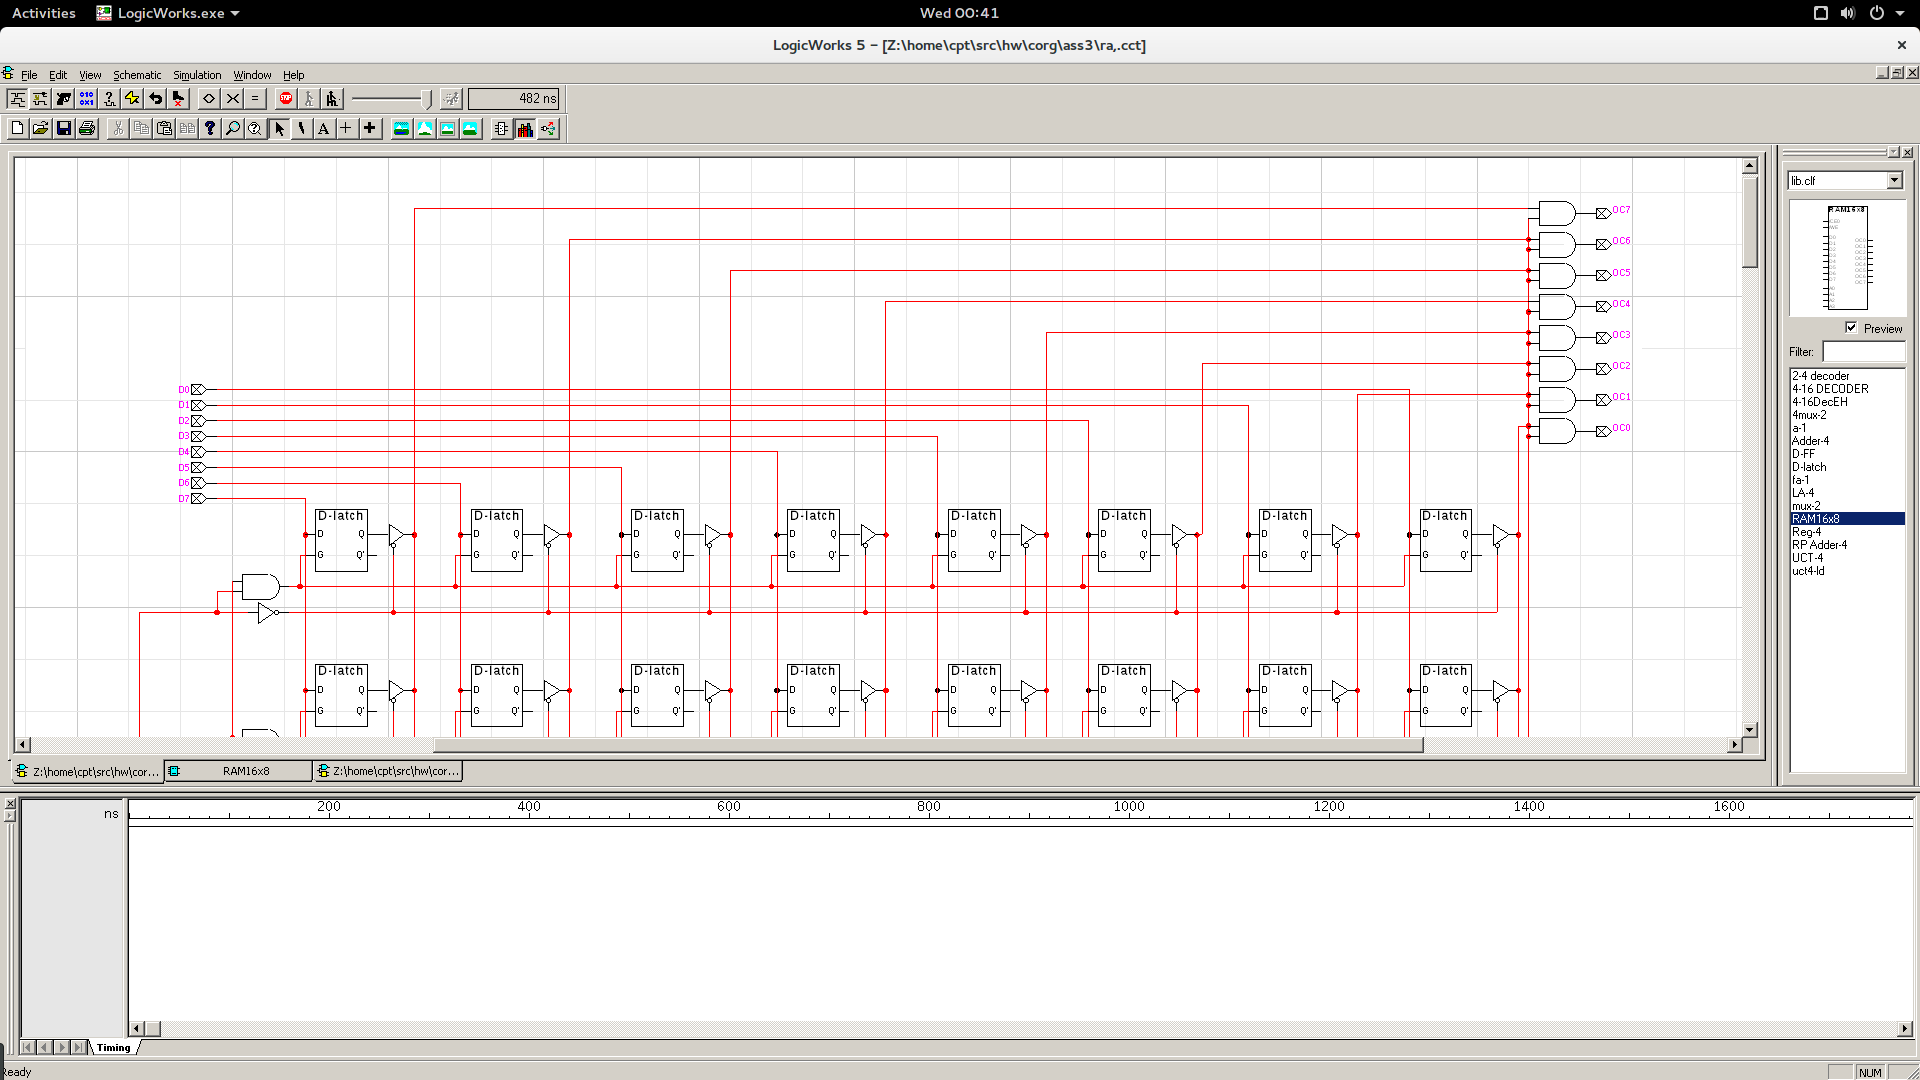 Activities LogicWorks.exe Wed 00:41
LogicWorks 5 – [Z:\home\cpt\src\hw\corg\ass3\ra,.cct]
File Edit View Schematic Simulation Window Help
482 ns
lib.clf
RAM16x8
Preview
Filter:
2-4 decoder
4-16 DECODER
4-16DecEH
4mux-2
a-1
Adder-4
D-FF
D-latch
fa-1
LA-4
mux-2
RAM16x8
Reg-4
RP Adder-4
UCT-4
uct4-ld
OC7
OC6
OC5
OC4
OC3
OC2
OC1
OC0
D0
D1
D2
D3
D4
D5
D6
D7
D-latch D-latch D-latch D-latch D-latch D-latch D-latch D-latch
D Q D Q D Q D Q D Q D Q D Q D Q
G Q' G Q' G Q' G Q' G Q' G Q' G Q' G Q'
D-latch D-latch D-latch D-latch D-latch D-latch D-latch D-latch
D Q D Q D Q D Q D Q D Q D Q D Q
G Q' G Q' G Q' G Q' G Q' G Q' G Q' G Q'
Z:\home\cpt\src\hw\cor... RAM16x8 Z:\home\cpt\src\hw\cor...
ns 200 400 600 800 1000 1200 1400 1600
Timing
Ready NUM